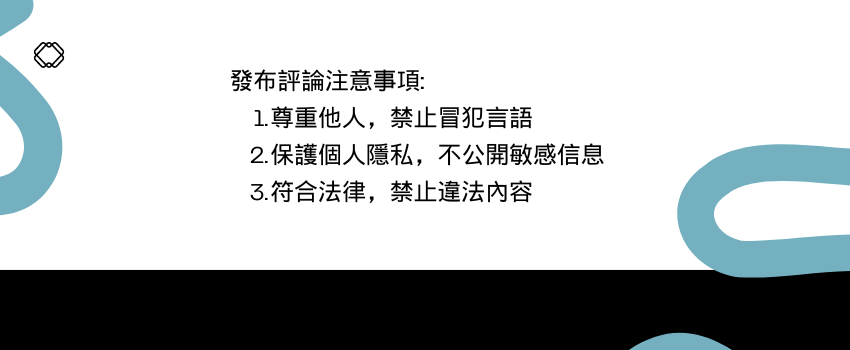 發布評論注意事項:
1.尊重他人，禁止冒犯言語
2.保護個人隱私，不公開敏感信息
3.符合法律，禁止違法內容